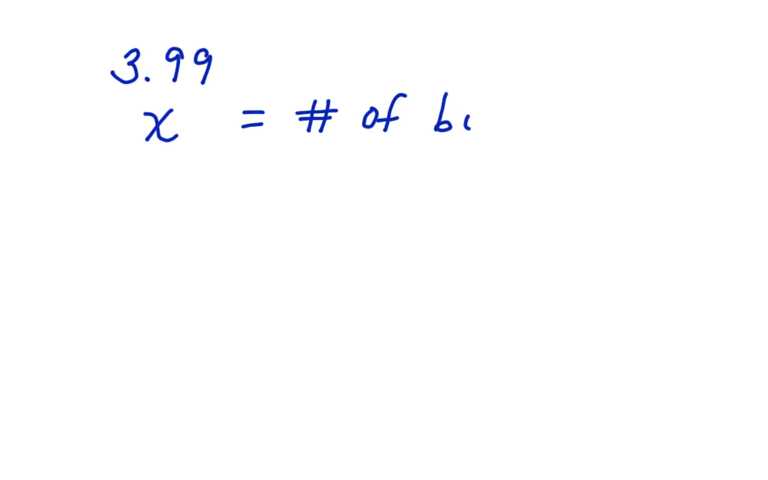 3.99
x = # of